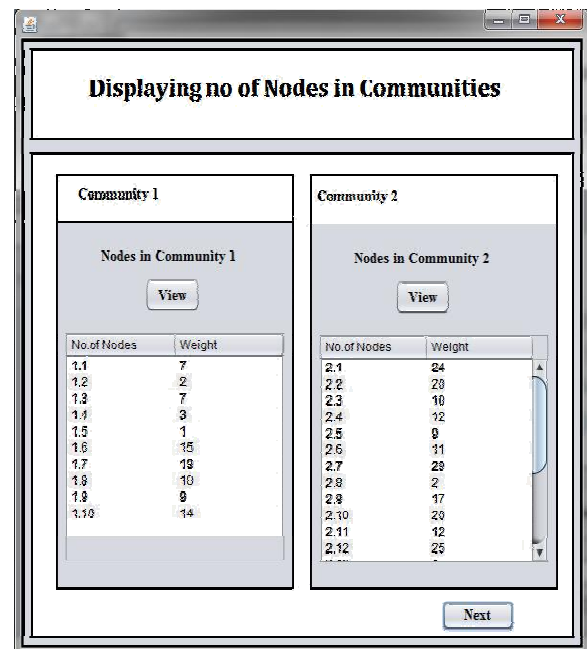 Displaying no of Nodes in Communities
Community 1
Nodes in Community 1
View
No.of Nodes Weight
1.1 7
1.2 2
1.3 7
1.4 3
1.5 1
1.6 15
1.7
1.8 10
1.9 9
1.10 14
Community 2
Nodes in Community 2
View
No.of Nodes Weight
2.1 24
2.2
2.3
2.4 12
2.5 9
2.6 11
2.7 29
2.8 2
2.9 17
2.10
2.11 12
2.12 25
Next